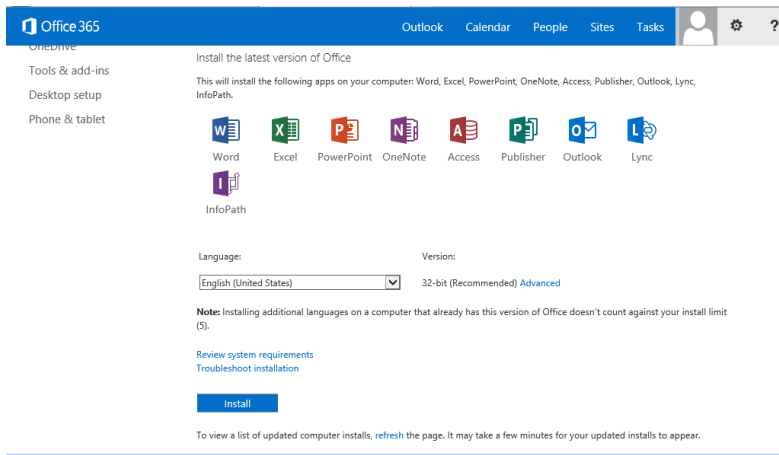 Office 365
Outlook Calendar People Sites Tasks ?
OneDrive
Tools & add-ins
Desktop setup
Phone & tablet
Install the latest version of Office
This will install the following apps on your computer: Word, Excel, PowerPoint, OneNote, Access, Publisher, Outlook, Lync,
InfoPath.
Word Excel PowerPoint OneNote Access Publisher Outlook Lync
InfoPath
Language: Version:
English (United States) 32-bit (Recommended) Advanced
Note: Installing additional languages on a computer that already has this version of Office doesn't count against your install limit
(5).
Review system requirements
Troubleshoot installation
Install
To view a list of updated computer installs, refresh the page. It may take a few minutes for your updated installs to appear.